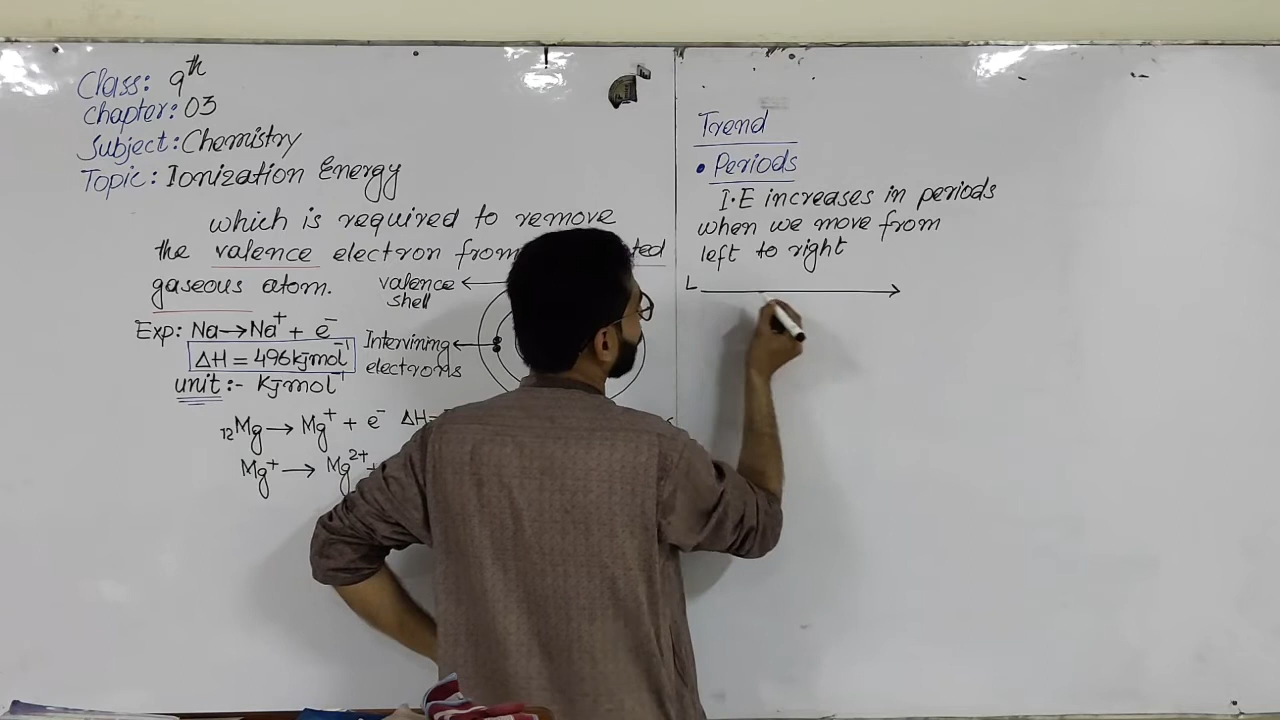 Class: 9th
Chapter: 03
Subject: Chemistry
Topic: Ionization Energy
which is required to remove
the valence electron from ted
gaseous atom.
valence shell
Exp: Na→Na⁺ + e⁻
ΔH = 496kjmol⁻¹
Intervining electrons
unit:- Kjmol⁻¹
₁₂Mg → Mg⁺ + e⁻ ΔH=
Mg⁺ → Mg²⁺ +
Trend
• Periods
I.E increases in periods
when we move from
left to right
L